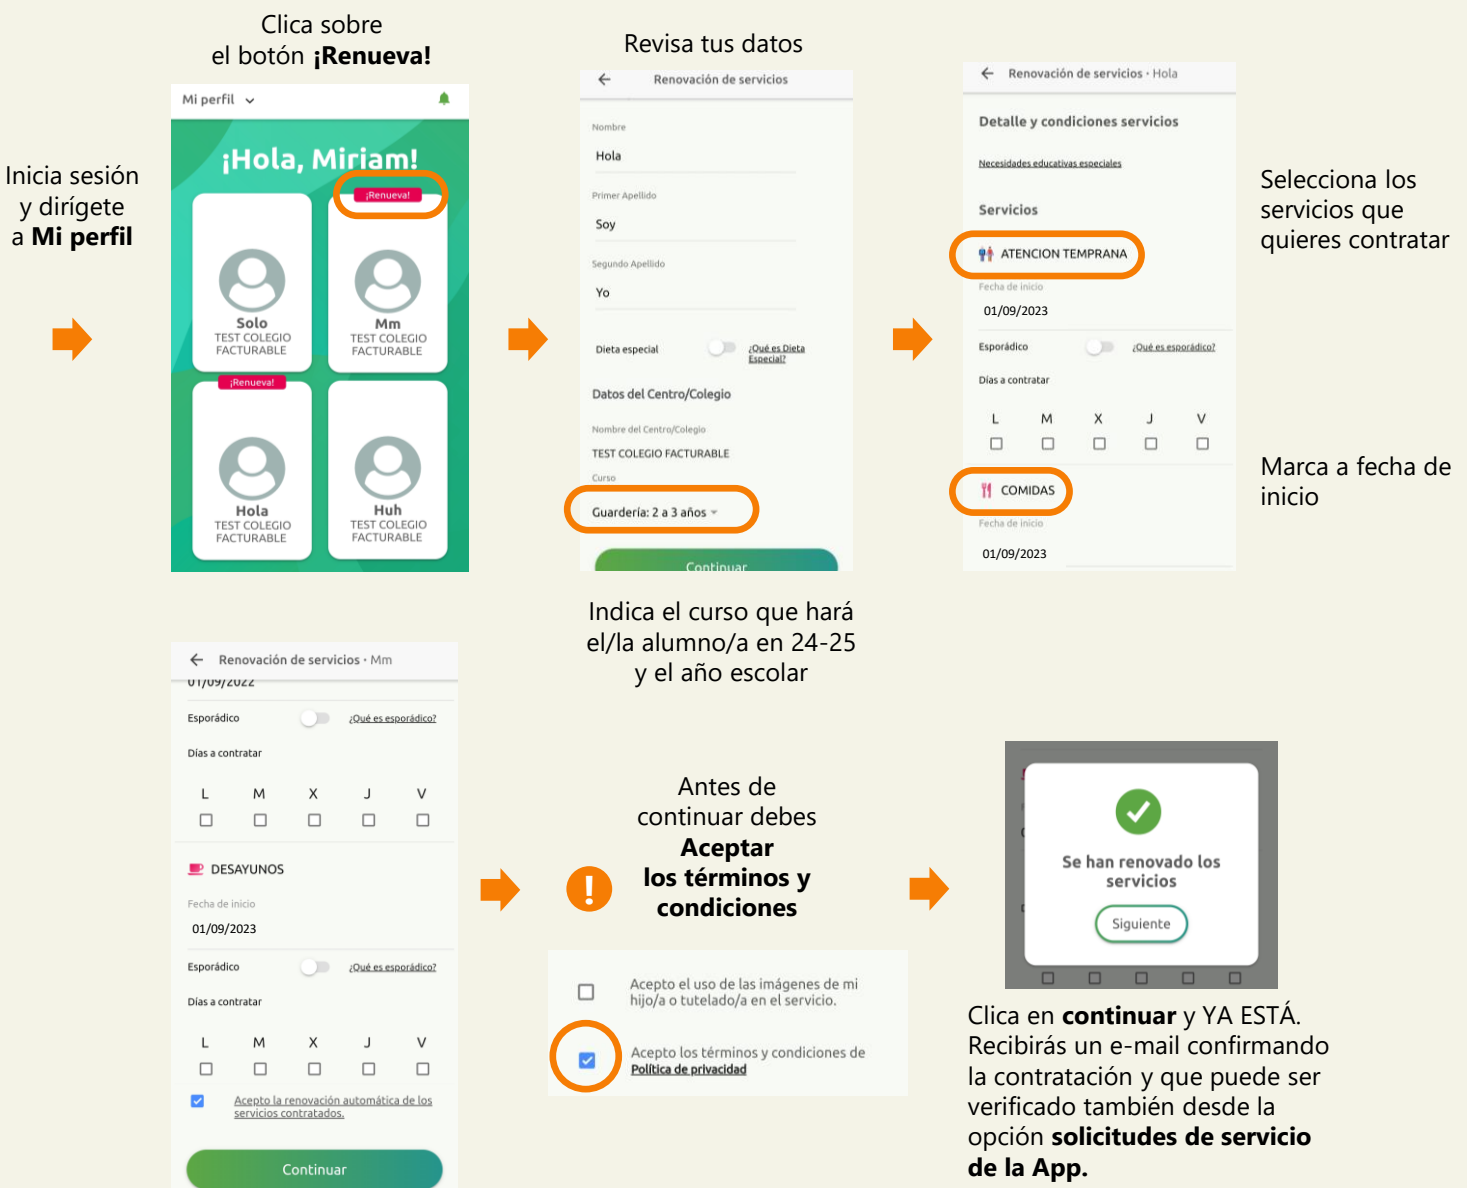 Inicia sesión
y dirígete
a Mi perfil
Clica sobre
el botón ¡Renueva!
Mi perfil
¡Hola, Miriam!
¡Renueva!
Solo
TEST COLEGIO
FACTURABLE
Mm
TEST COLEGIO
FACTURABLE
¡Renueva!
Hola
TEST COLEGIO
FACTURABLE
Huh
TEST COLEGIO
FACTURABLE
Revisa tus datos
Renovación de servicios
Nombre
Hola
Primer Apellido
Soy
Segundo Apellido
Yo
Dieta especial
¿Qué es Dieta
Especial?
Datos del Centro/Colegio
Nombre del Centro/Colegio
TEST COLEGIO FACTURABLE
Curso
Guardería: 2 a 3 años
Continuar
Indica el curso que hará
el/la alumno/a en 24-25
y el año escolar
Renovación de servicios · Hola
Detalle y condiciones servicios
Necesidades educativas especiales
Servicios
ATENCION TEMPRANA
Fecha de inicio
01/09/2023
Esporádico ¿Qué es esporádico?
Días a contratar
L M X J V
COMIDAS
Fecha de inicio
01/09/2023
Selecciona los
servicios que
quieres contratar
Marca a fecha de
inicio
Renovación de servicios · Mm
01/09/2022
Esporádico ¿Qué es esporádico?
Días a contratar
L M X J V
DESAYUNOS
Fecha de inicio
01/09/2023
Esporádico ¿Qué es esporádico?
Días a contratar
L M X J V
Acepto la renovación automática de los
servicios contratados.
Continuar
!
Antes de
continuar debes
Aceptar
los términos y
condiciones
Acepto el uso de las imágenes de mi
hijo/a o tutelado/a en el servicio.
Acepto los términos y condiciones de
Política de privacidad
Se han renovado los
servicios
Siguiente
Clica en continuar y YA ESTÁ.
Recibirás un e-mail confirmando
la contratación y que puede ser
verificado también desde la
opción solicitudes de servicio
de la App.